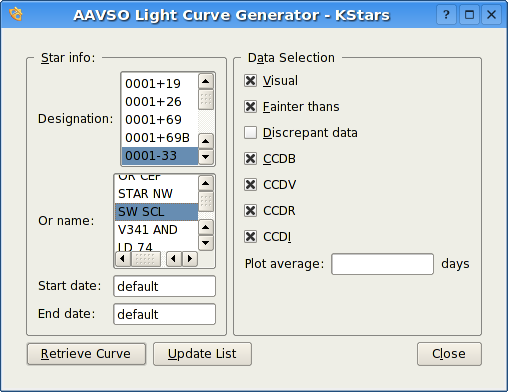 AAVSO Light Curve Generator - KStars
Star info:
Designation:
0001+19
0001+26
0001+69
0001+69B
0001-33
Or name:
OR CEP
STAR NW
SW SCL
V341 AND
LD 74
Start date: default
End date: default
Data Selection
Visual
Fainter thans
Discrepant data
CCDB
CCDV
CCDR
CCDI
Plot average: days
Retrieve Curve
Update List
Close